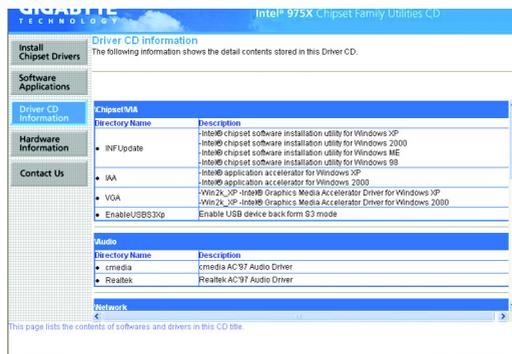 GIGABYTE
TECHNOLOGY
Intel® 975X Chipset Family Utilities CD
Install
Chipset Drivers
Software
Applications
Driver CD
Information
Hardware
Information
Contact Us
Driver CD information
The following information shows the detail contents stored in this Driver CD.
\Chipset\VIA
Directory Name Description
INFUpdate
-Intel® chipset software installation utility for Windows XP
-Intel® chipset software installation utility for Windows 2000
-Intel® chipset software installation utility for Windows ME
-Intel® chipset software installation utility for Windows 98
IAA
-Intel® application accelerator for Windows XP
-Intel® application accelerator for Windows 2000
VGA
-Win2k_XP -Intel® Graphics Media Accelerator Driver for Windows XP
-Win2k_XP -Intel® Graphics Media Accelerator Driver for Windows 2000
EnableUSBS3Xp Enable USB device back form S3 mode
\Audio
Directory Name Description
cmedia cmedia AC'97 Audio Driver
Realtek Realtek AC'97 Audio Driver
\Network
This page lists the contents of softwares and drivers in this CD title.